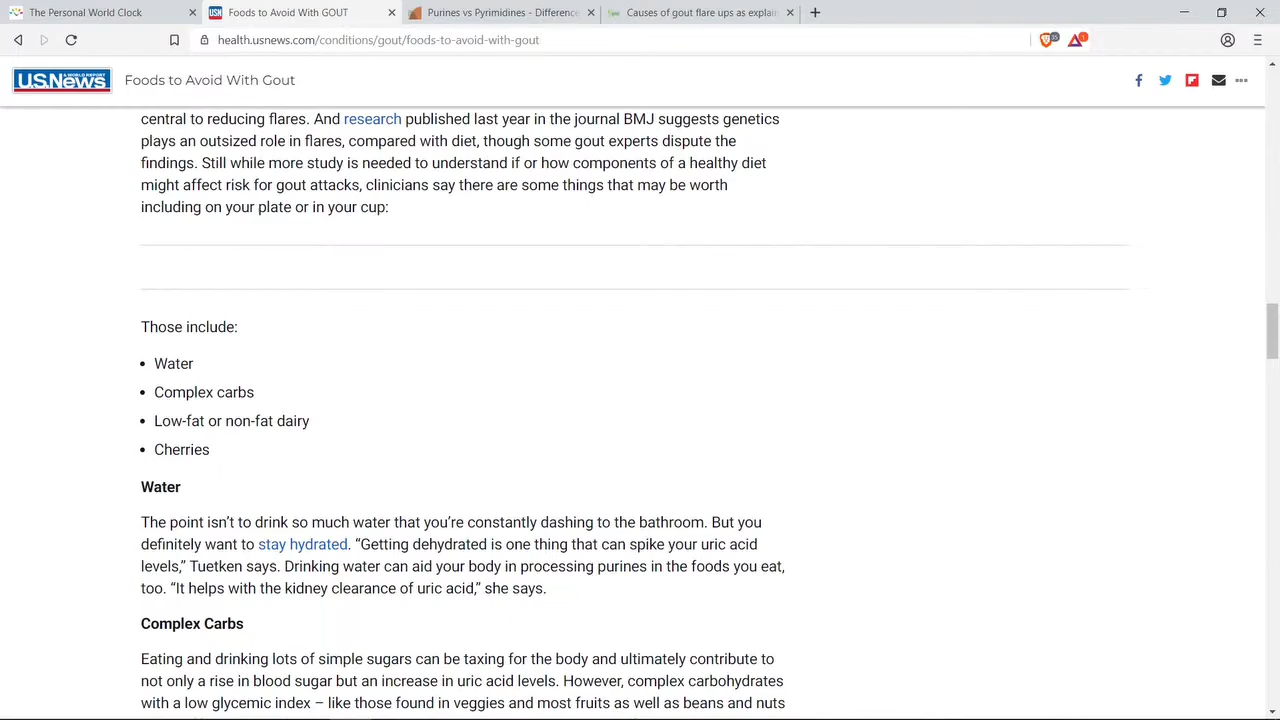 The Personal World Clock
Foods to Avoid With GOUT
Purines vs Pyrimidines - Difference
Causes of gout flare ups as explain
health.usnews.com/conditions/gout/foods-to-avoid-with-gout
U.S.News
Foods to Avoid With Gout
central to reducing flares. And research published last year in the journal BMJ suggests genetics
plays an outsized role in flares, compared with diet, though some gout experts dispute the
findings. Still while more study is needed to understand if or how components of a healthy diet
might affect risk for gout attacks, clinicians say there are some things that may be worth
including on your plate or in your cup:
Those include:
• Water
• Complex carbs
• Low-fat or non-fat dairy
• Cherries
Water
The point isn’t to drink so much water that you’re constantly dashing to the bathroom. But you
definitely want to stay hydrated. “Getting dehydrated is one thing that can spike your uric acid
levels,” Tuetken says. Drinking water can aid your body in processing purines in the foods you eat,
too. “It helps with the kidney clearance of uric acid,” she says.
Complex Carbs
Eating and drinking lots of simple sugars can be taxing for the body and ultimately contribute to
not only a rise in blood sugar but an increase in uric acid levels. However, complex carbohydrates
with a low glycemic index – like those found in veggies and most fruits as well as beans and nuts